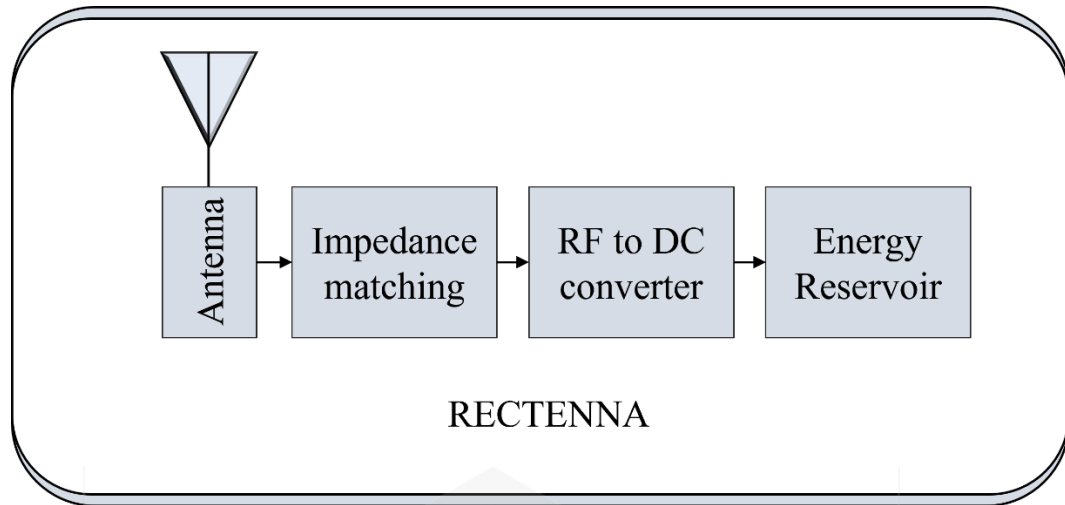 Antenna
Impedance
matching
RF to DC
converter
Energy
Reservoir
RECTENNA